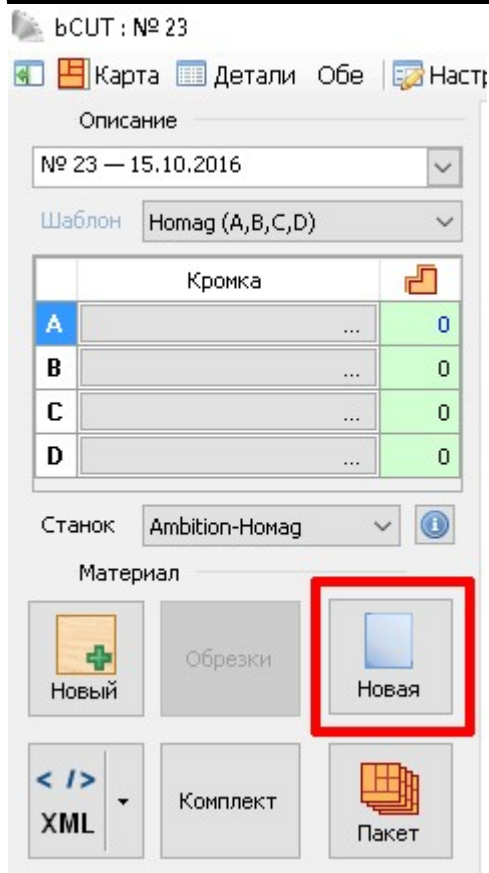 bCUT : № 23
Карта Детали Обе Настр
Описание
№ 23 — 15.10.2016
Шаблон Homag (A,B,C,D)
Кромка
A ... 0
B ... 0
C ... 0
D ... 0
Станок Ambition-Homag
Материал
Новый Обрезки Новая
< /> XML Комплект Пакет